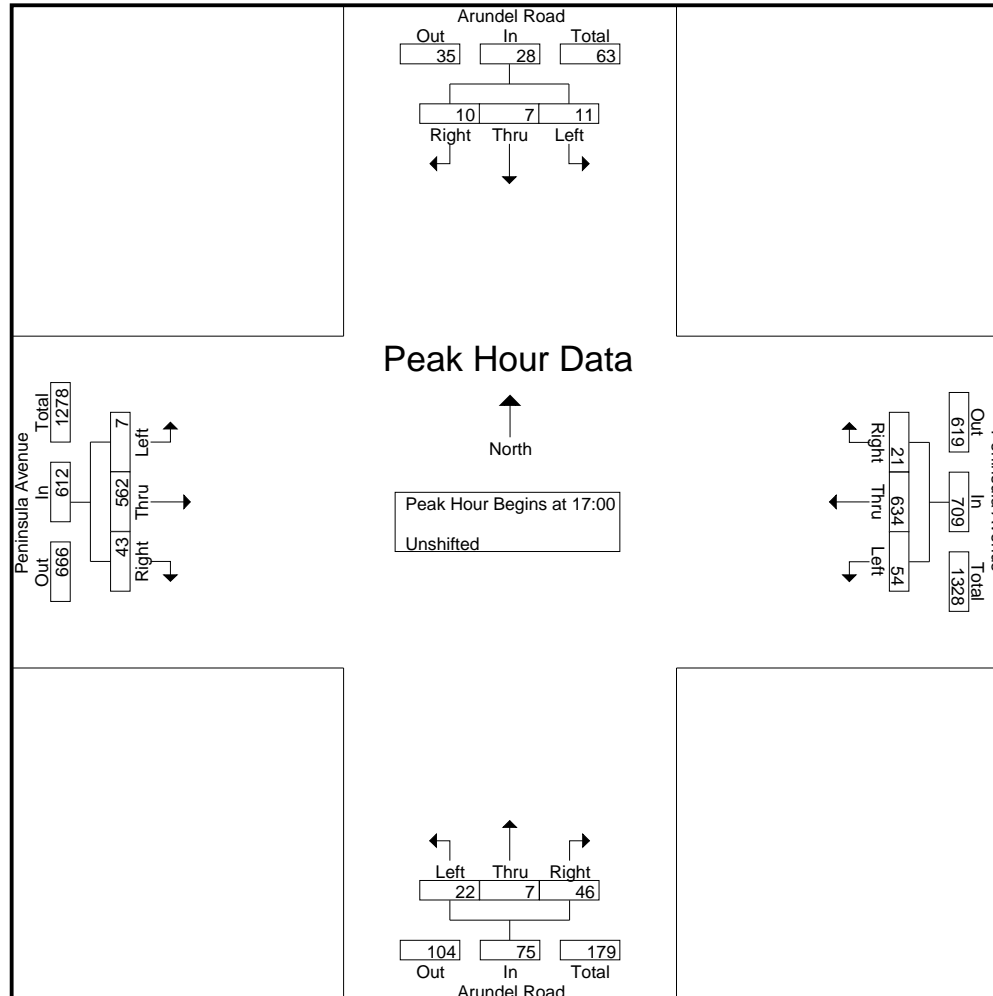 Arundel Road
Out In Total
35 28 63
10 7 11
Right Thru Left
Peak Hour Data
North
Peak Hour Begins at 17:00
Unshifted
Peninsula Avenue
Out In Total
666 612 1278
43 562 7
Right Thru Left
Out In Total
619 709 1328
21 634 54
Right Thru Left
Left Thru Right
22 7 46
104 75 179
Out In Total
Arundel Road